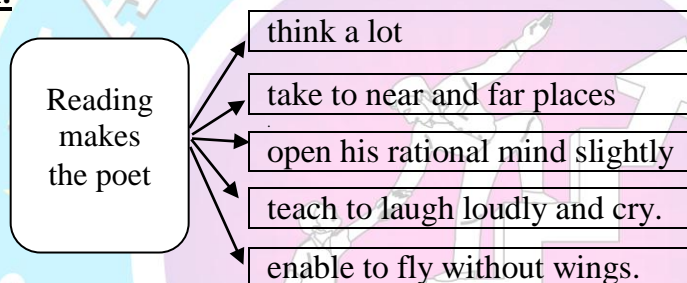 think a lot
Reading
makes
the poet
take to near and far places
open his rational mind slightly
teach to laugh loudly and cry.
enable to fly without wings.